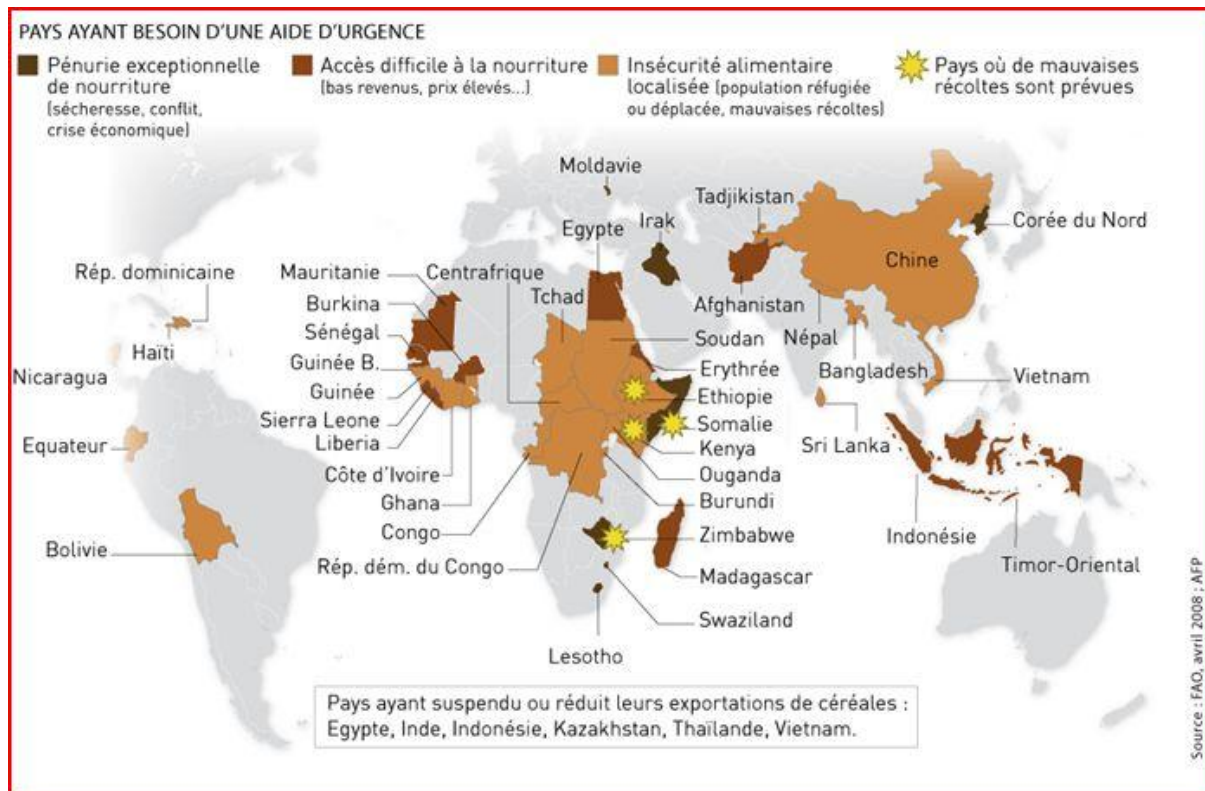 PAYS AYANT BESOIN D'UNE AIDE D'URGENCE
Pénurie exceptionnelle
de nourriture
(sécheresse, conflit,
crise économique)
Accès difficile à la nourriture
(bas revenus, prix élevés...)
Insécurité alimentaire
localisée (population réfugiée
ou déplacée, mauvaises récoltes)
Pays où de mauvaises
récoltes sont prévues
Moldavie
Tadjikistan
Egypte
Irak
Corée du Nord
Rép. dominicaine
Mauritanie
Centrafrique
Tchad
Chine
Burkina
Afghanistan
Sénégal
Soudan
Népal
Haïti
Guinée B.
Erythrée
Bangladesh
Vietnam
Nicaragua
Guinée
Ethiopie
Sierra Leone
Somalie
Liberia
Equateur
Kenya
Sri Lanka
Côte d'Ivoire
Ouganda
Ghana
Burundi
Congo
Zimbabwe
Indonésie
Bolivie
Rép. dém. du Congo
Madagascar
Timor-Oriental
Swaziland
Lesotho
Pays ayant suspendu ou réduit leurs exportations de céréales :
Egypte, Inde, Indonésie, Kazakhstan, Thaïlande, Vietnam.
Source : FAO, avril 2008 ; AFP